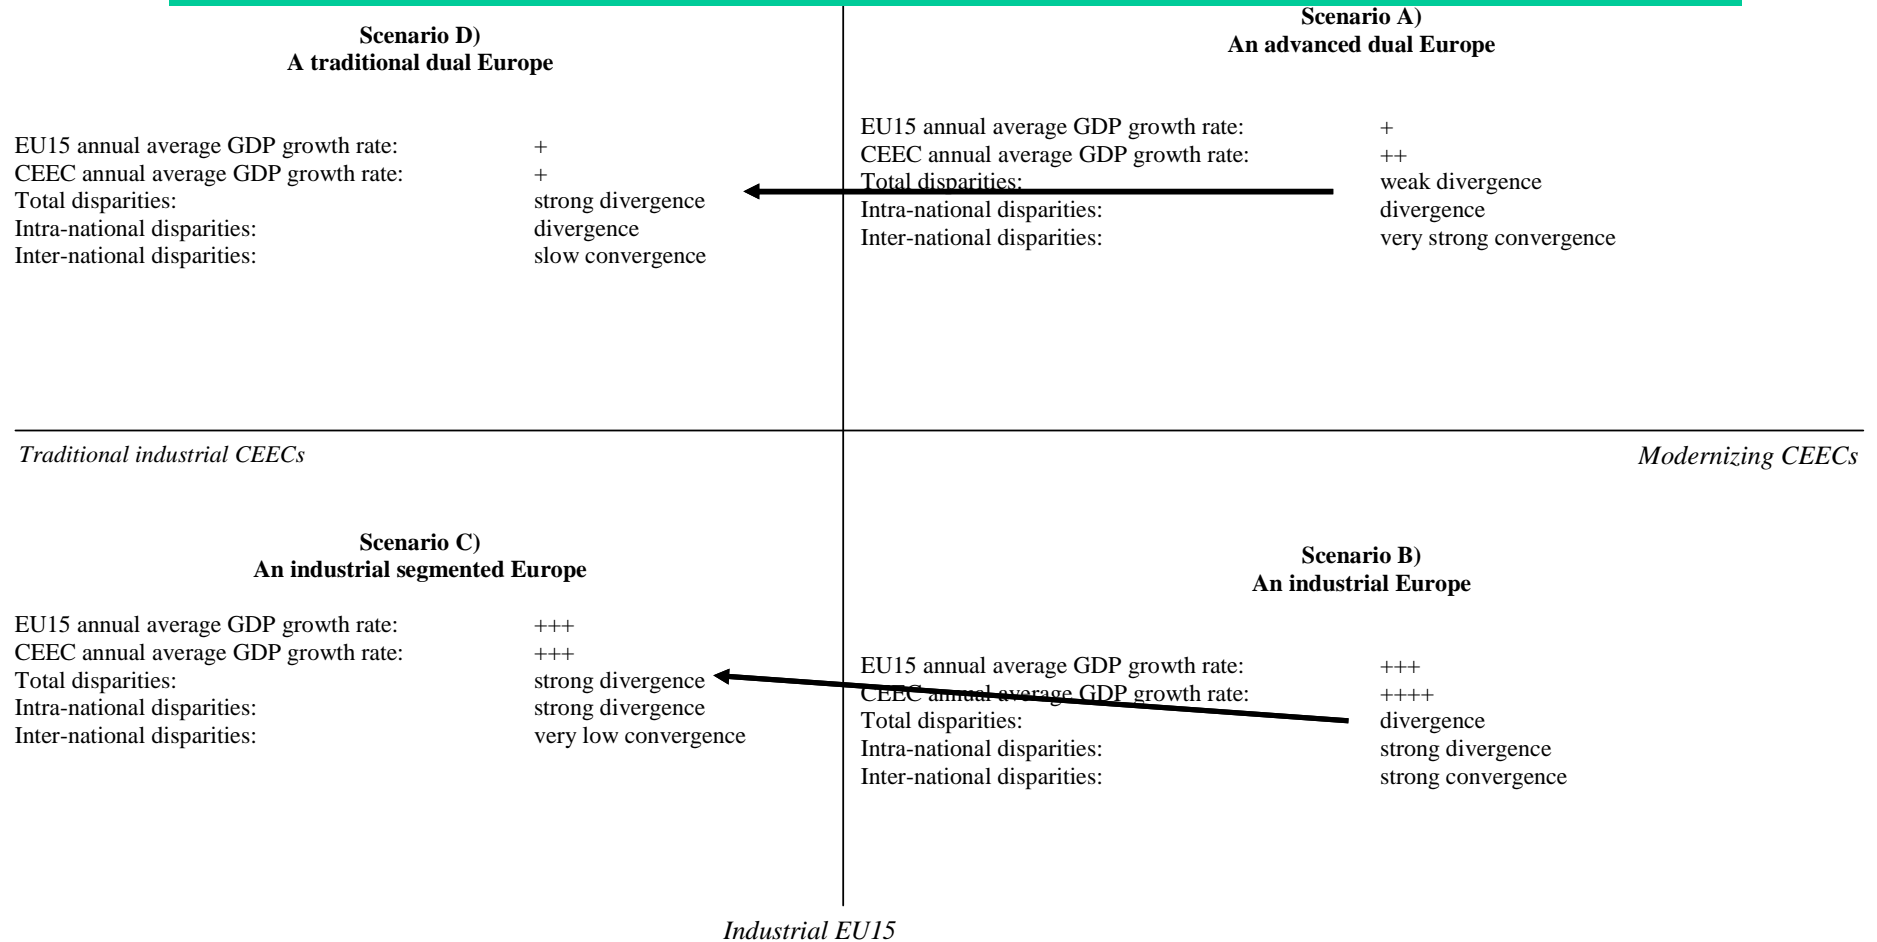 Scenario D)
A traditional dual Europe
EU15 annual average GDP growth rate: +
CEEC annual average GDP growth rate: +
Total disparities: strong divergence
Intra-national disparities: divergence
Inter-national disparities: slow convergence
Scenario A)
An advanced dual Europe
EU15 annual average GDP growth rate: +
CEEC annual average GDP growth rate: ++
Total disparities: weak divergence
Intra-national disparities: divergence
Inter-national disparities: very strong convergence
Traditional industrial CEECs
Modernizing CEECs
Scenario C)
An industrial segmented Europe
EU15 annual average GDP growth rate: +++
CEEC annual average GDP growth rate: +++
Total disparities: strong divergence
Intra-national disparities: strong divergence
Inter-national disparities: very low convergence
Scenario B)
An industrial Europe
EU15 annual average GDP growth rate: +++
CEEC annual average GDP growth rate: ++++
Total disparities: divergence
Intra-national disparities: strong divergence
Inter-national disparities: strong convergence
Industrial EU15